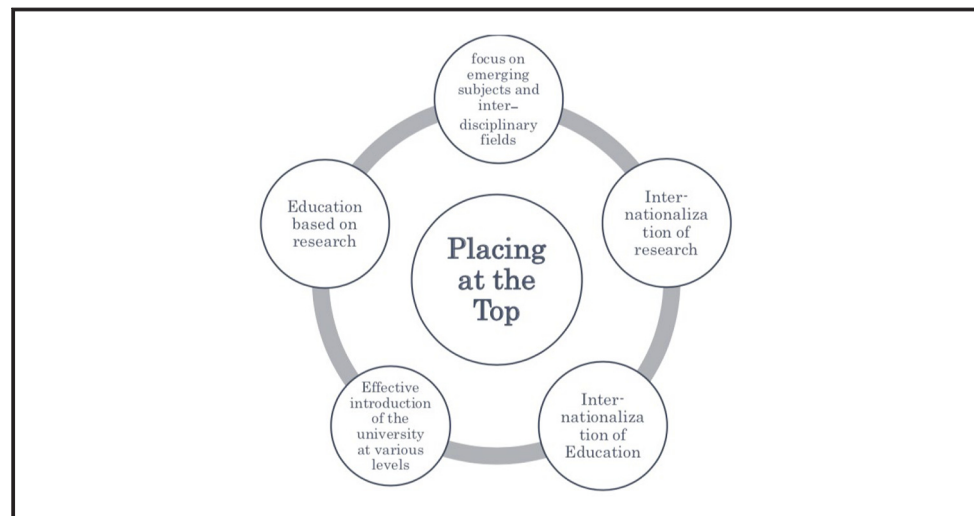 focus on
emerging
subjects and
inter–
disciplinary
fields
Inter-
nationaliza
tion of
research
Inter-
nationaliza
tion of
Education
Effective
introduction
of the
university
at various
levels
Education
based on
research
Placing
at the
Top